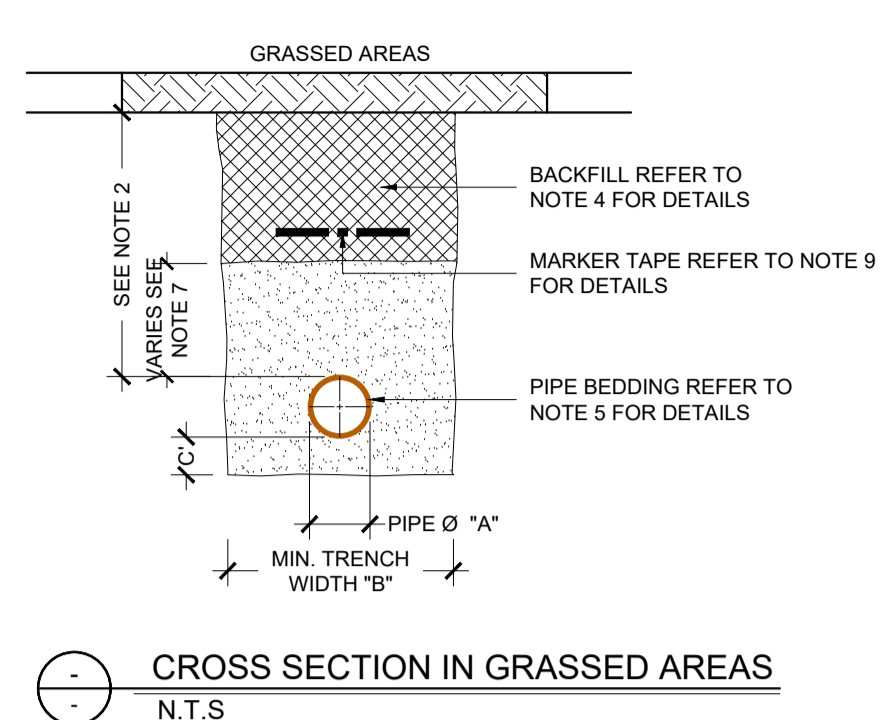 GRASSED AREAS
BACKFILL REFER TO
NOTE 4 FOR DETAILS
SEE NOTE 2
VARIES SEE
NOTE 7
MARKER TAPE REFER TO NOTE 9
FOR DETAILS
PIPE BEDDING REFER TO
NOTE 5 FOR DETAILS
C'
PIPE Ø "A"
MIN. TRENCH
WIDTH "B"
-
CROSS SECTION IN GRASSED AREAS
-
N.T.S